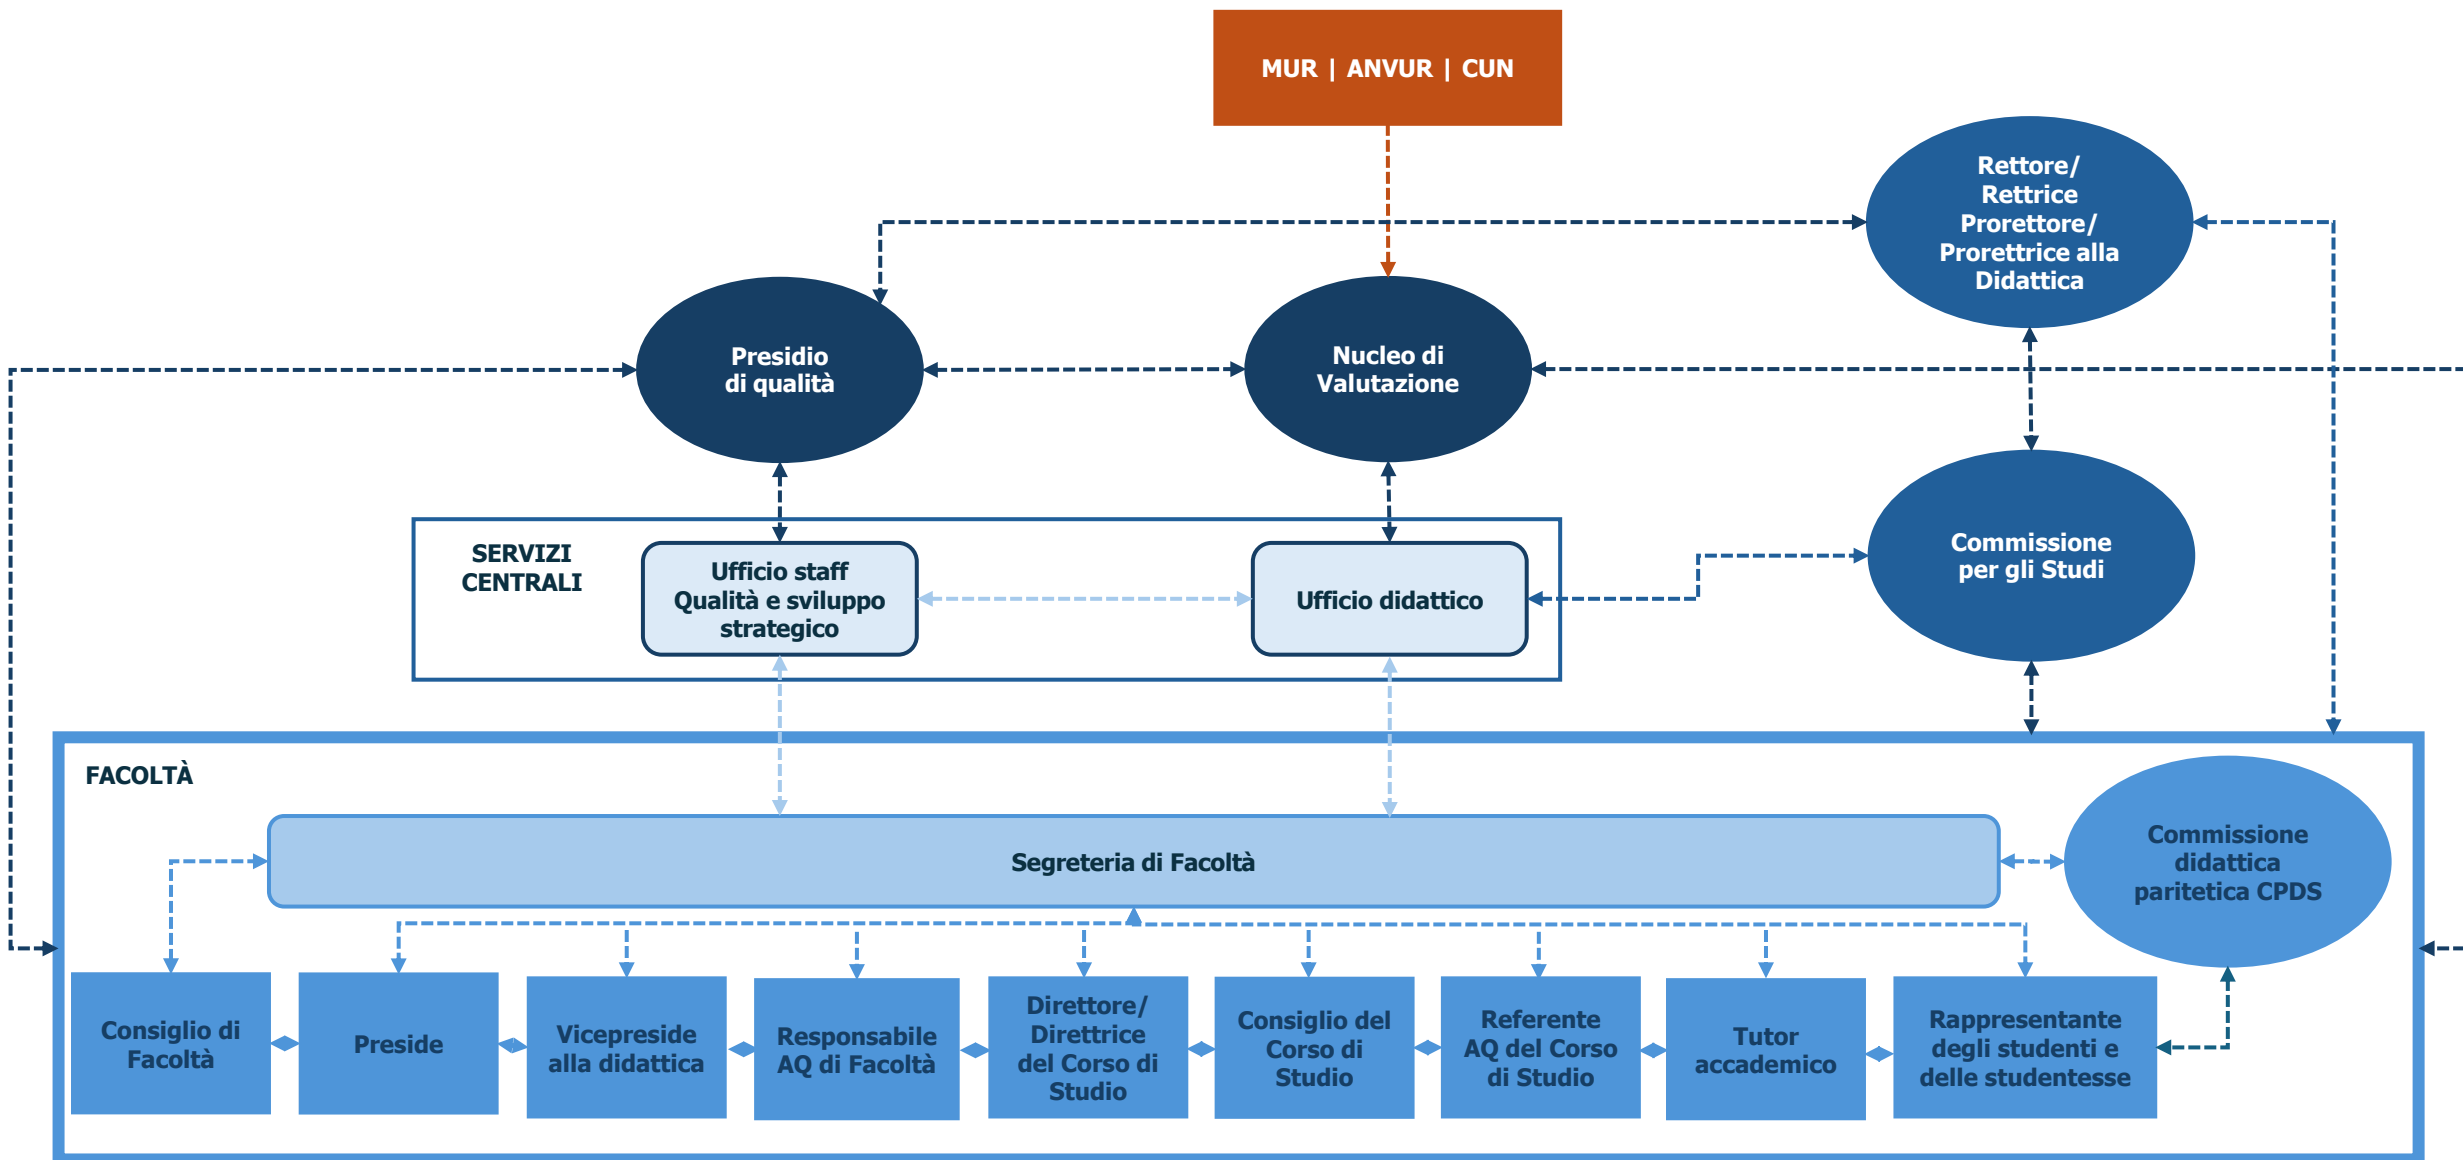 MUR | ANVUR | CUN
Rettore/
Rettrice
Prorettore/
Prorettrice alla
Didattica
Presidio
di qualità
Nucleo di
Valutazione
SERVIZI
CENTRALI
Ufficio staff
Qualità e sviluppo
strategico
Ufficio didattico
Commissione
per gli Studi
FACOLTÀ
Segreteria di Facoltà
Commissione
didattica
paritetica CPDS
Consiglio di
Facoltà
Preside
Vicepreside
alla didattica
Responsabile
AQ di Facoltà
Direttore/
Direttrice
del Corso di
Studio
Consiglio del
Corso di
Studio
Referente
AQ del Corso
di Studio
Tutor
accademico
Rappresentante
degli studenti e
delle studentesse